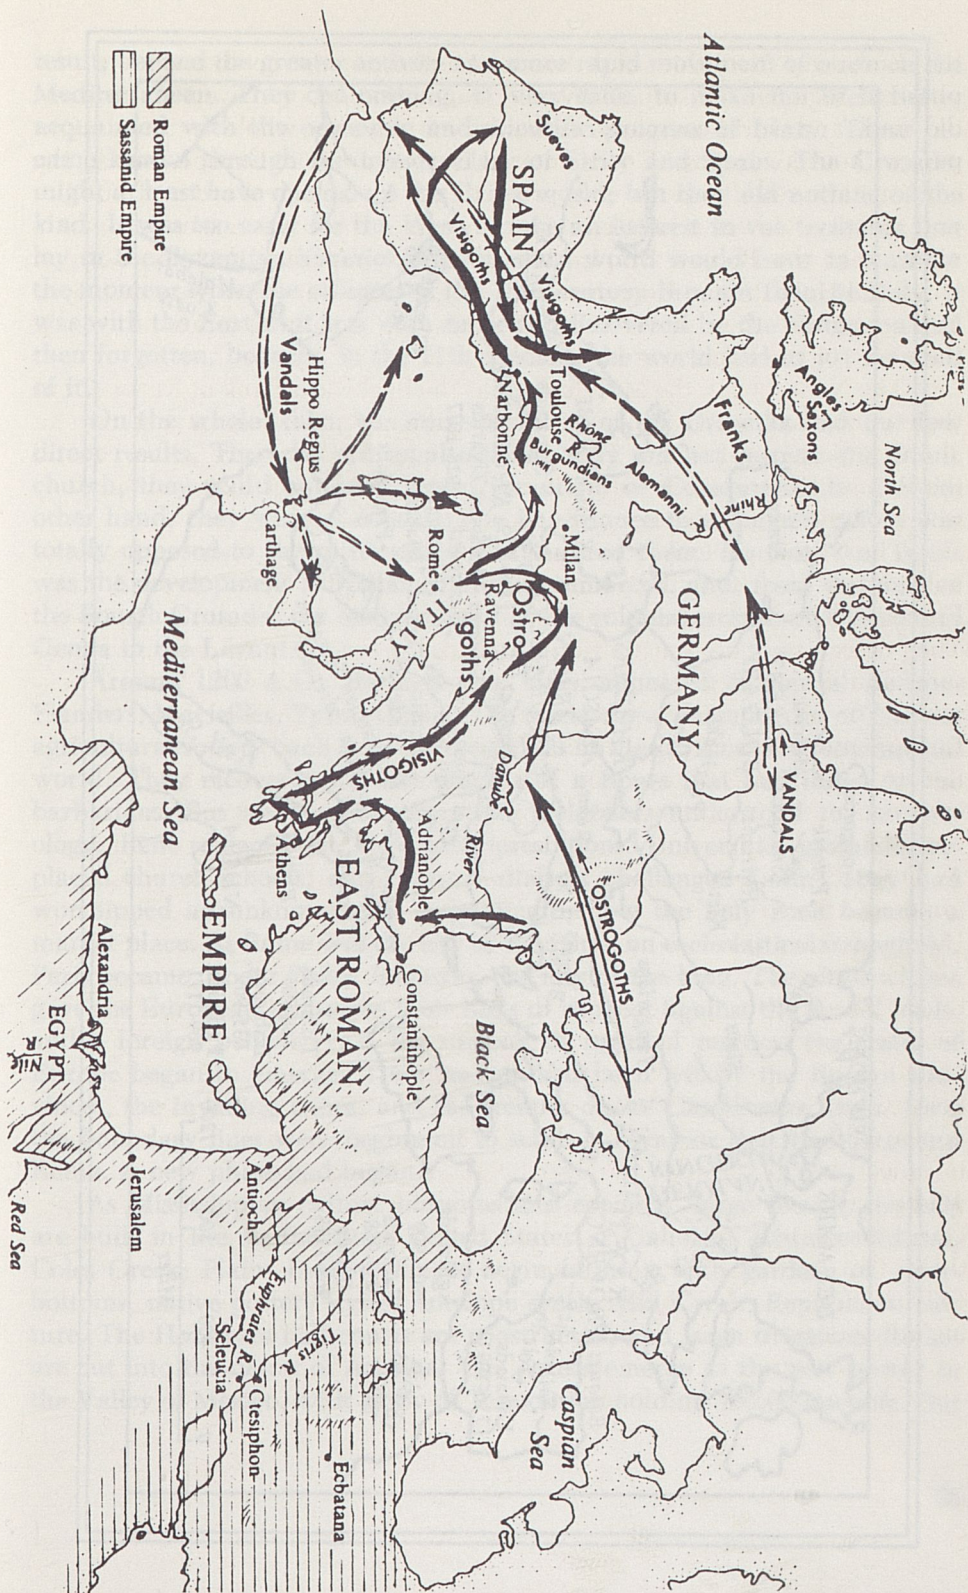 Atlantic Ocean
North Sea
Angles
Saxons
Franks
Sueves
SPAIN
Visigoths
Visigoths
Toulouse
Narbonne
Rhône
R.
Burgundians
Alemanni
Rhine
R.
GERMANY
VANDALS
Milan
Ostro-
goths
Ravenna
Rome
ITALY
Danube
River
VISIGOTHS
OSTROGOTHS
Adrianople
Constantinople
Black Sea
Caspian
Sea
Athens
EAST ROMAN
EMPIRE
Vandals
Hippo Regius
Carthage
Mediterranean Sea
Alexandria
EGYPT
Nile
R.
Red Sea
Jerusalem
Antioch
Euphrates R.
Tigris
R.
Seleucia
Ctesiphon
Ecbatana
Roman Empire
Sassanid Empire